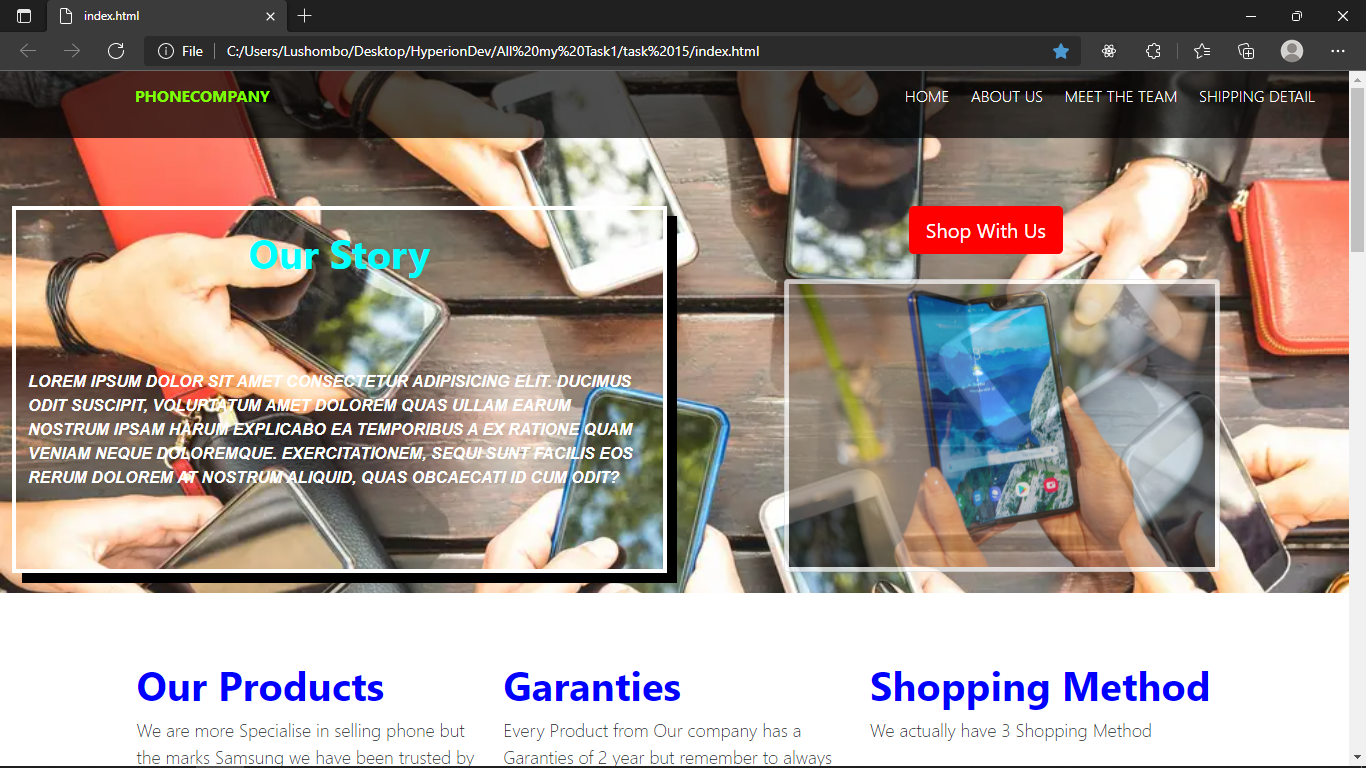 index.html
File
C:/Users/Lushombo/Desktop/HyperionDev/All%20my%20Task1/task%2015/index.html
PHONECOMPANY
HOME ABOUT US MEET THE TEAM SHIPPING DETAIL
Our Story
LOREM IPSUM DOLOR SIT AMET CONSECTETUR ADIPISICING ELIT. DUCIMUS
ODIT SUSCIPIT, VOLUPTATUM AMET DOLOREM QUAS ULLAM EARUM
NOSTRUM IPSAM HARUM EXPLICABO EA TEMPORIBUS A EX RATIONE QUAM
VENIAM NEQUE DOLOREMQUE. EXERCITATIONEM, SEQUI SUNT FACILIS EOS
RERUM DOLOREM AT NOSTRUM ALIQUID, QUAS OBCAECATI ID CUM ODIT?
Shop With Us
Our Products
We are more Specialise in selling phone but
the marks Samsung we have been trusted by
Garanties
Every Product from Our company has a
Garanties of 2 year but remember to always
Shopping Method
We actually have 3 Shopping Method